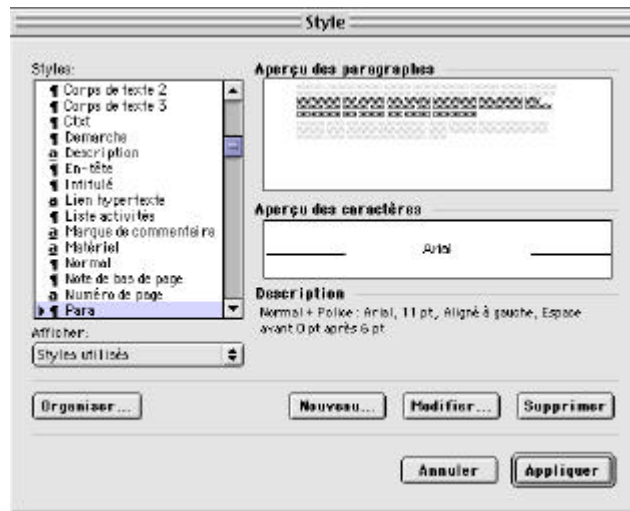 Style
Styles:
¶ Corps de texte 2
¶ Corps de texte 3
¶ Ctxt
¶ Demarche
a Description
¶ En-tête
¶ Intitulé
a Lien hypertexte
¶ Liste activités
a Marque de commentaire
a Matériel
¶ Normal
¶ Note de bas de page
a Numéro de page
¶ Para
Afficher:
Styles utilisés
Aperçu des paragraphes
Aperçu des caractères
Arial
Description
Normal + Police : Arial, 11 pt, Aligné à gauche, Espace
avant 0 pt après 6 pt
Organiser...
Nouveau...
Modifier...
Supprimer
Annuler
Appliquer